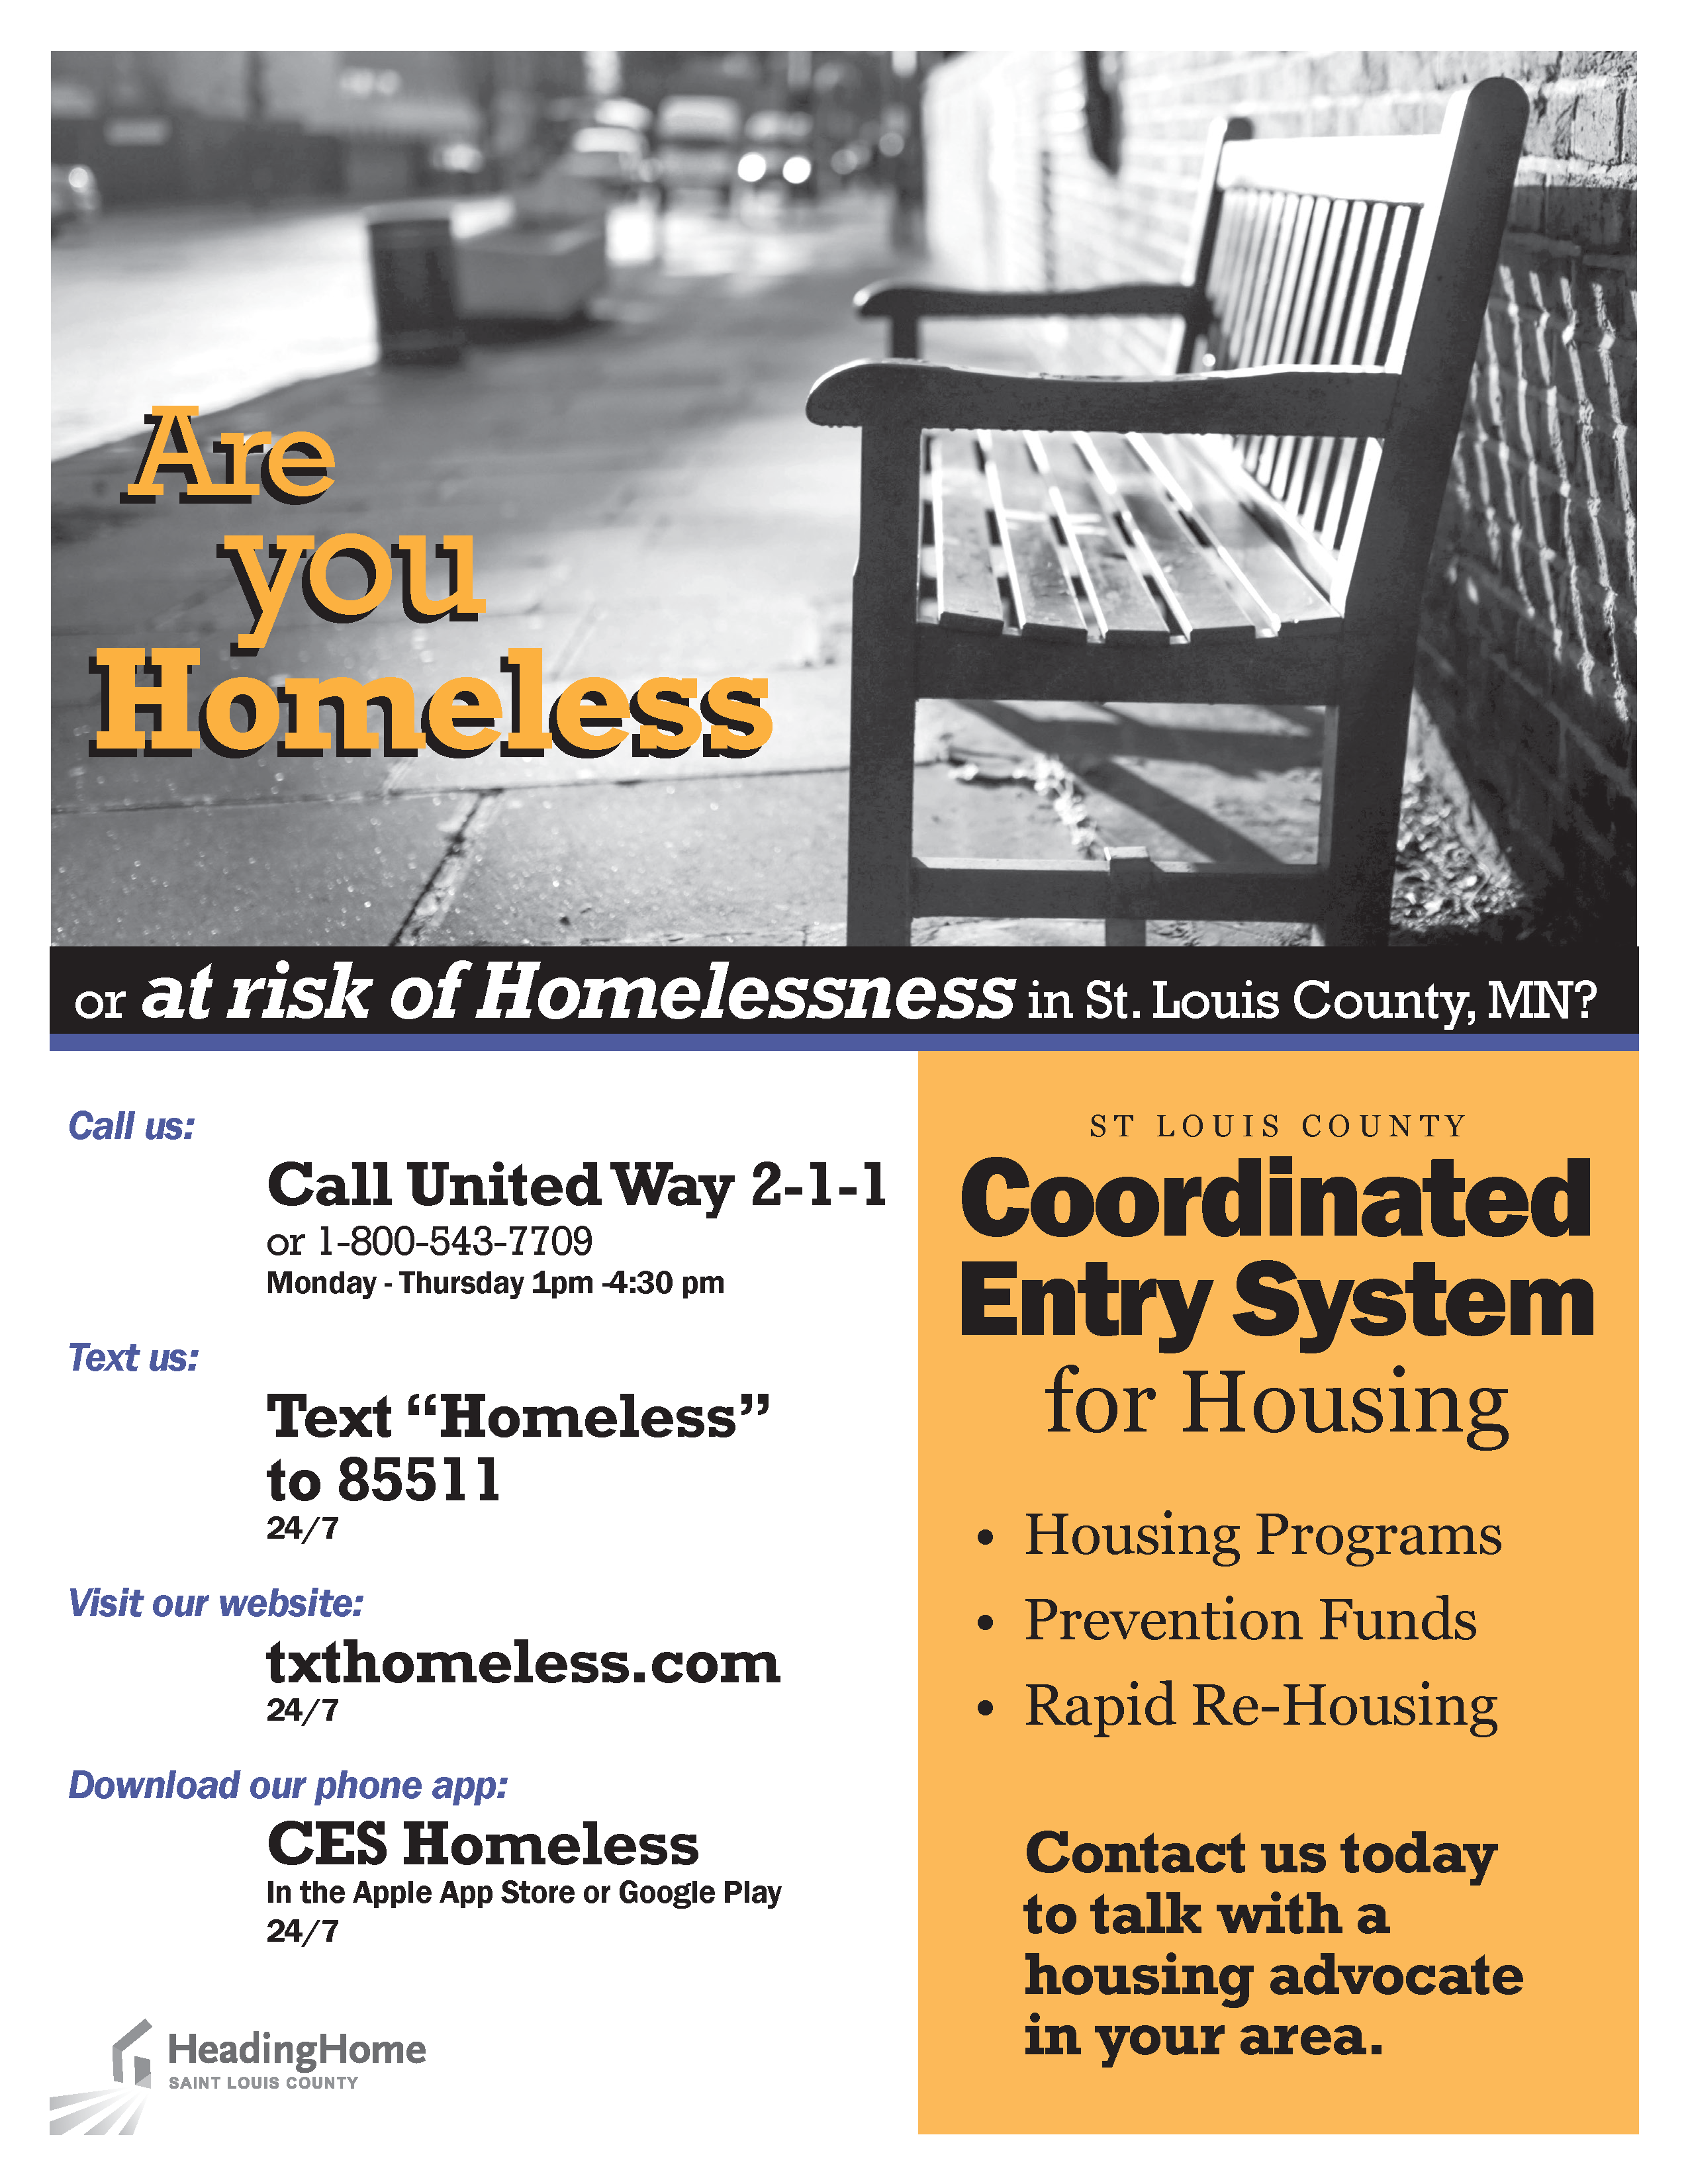 Are
you
Homeless
or at risk of Homelessness in St. Louis County, MN?
Call us:
Call United Way 2-1-1
or 1-800-543-7709
Monday - Thursday 1pm -4:30 pm
Text us:
Text “Homeless”
to 85511
24/7
Visit our website:
txthomeless.com
24/7
Download our phone app:
CES Homeless
In the Apple App Store or Google Play
24/7
HeadingHome
SAINT LOUIS COUNTY
ST LOUIS COUNTY
Coordinated
Entry System
for Housing
• Housing Programs
• Prevention Funds
• Rapid Re-Housing
Contact us today
to talk with a
housing advocate
in your area.